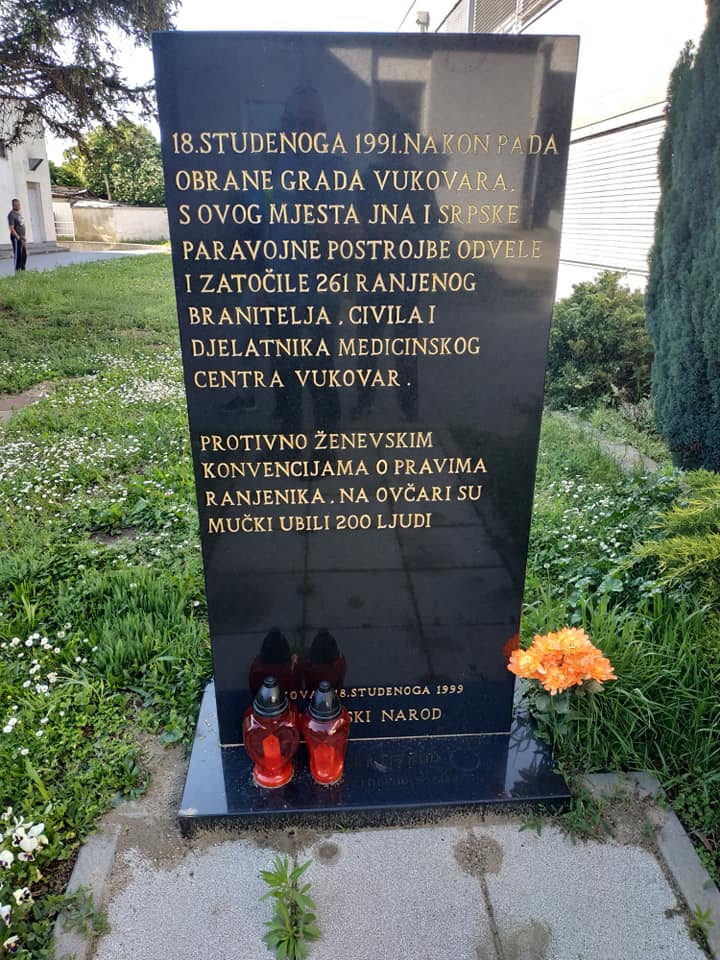 18.STUDENOGA 1991.NAKON PADA
OBRANE GRADA VUKOVARA,
S OVOG MJESTA JNA I SRPSKE
PARAVOJNE POSTROJBE ODVELE
I ZATOČILE 261 RANJENOG
BRANITELJA , CIVILA I
DJELATNIKA MEDICINSKOG
CENTRA VUKOVAR .
PROTIVNO ŽENEVSKIM
KONVENCIJAMA O PRAVIMA
RANJENIKA , NA OVČARI SU
MUČKI UBILI 200 LJUDI
18.STUDENOGA 1999
NAROD